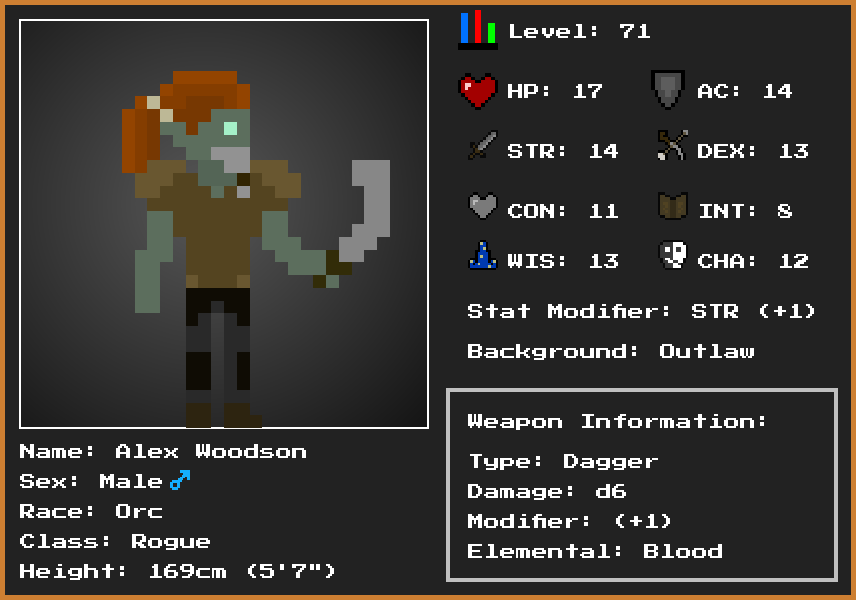 Level: 71
HP: 17
AC: 14
STR: 14
DEX: 13
CON: 11
INT: 8
WIS: 13
CHA: 12
Stat Modifier: STR (+1)
Background: Outlaw
Weapon Information:
Type: Dagger
Damage: d6
Modifier: (+1)
Elemental: Blood
Name: Alex Woodson
Sex: Male ♂
Race: Orc
Class: Rogue
Height: 169cm (5'7")